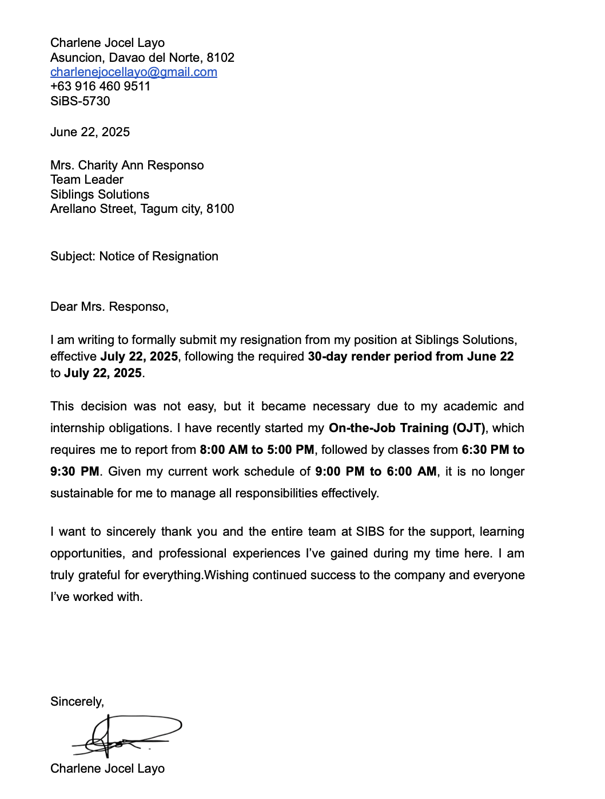 Charlene Jocel Layo
Asuncion, Davao del Norte, 8102
charlenejocellayo@gmail.com
+63 916 460 9511
SiBS-5730
June 22, 2025
Mrs. Charity Ann Responso
Team Leader
Siblings Solutions
Arellano Street, Tagum city, 8100
Subject: Notice of Resignation
Dear Mrs. Responso,
I am writing to formally submit my resignation from my position at Siblings Solutions,
effective July 22, 2025, following the required 30-day render period from June 22
to July 22, 2025.
This decision was not easy, but it became necessary due to my academic and
internship obligations. I have recently started my On-the-Job Training (OJT), which
requires me to report from 8:00 AM to 5:00 PM, followed by classes from 6:30 PM to
9:30 PM. Given my current work schedule of 9:00 PM to 6:00 AM, it is no longer
sustainable for me to manage all responsibilities effectively.
I want to sincerely thank you and the entire team at SIBS for the support, learning
opportunities, and professional experiences I’ve gained during my time here. I am
truly grateful for everything.Wishing continued success to the company and everyone
I’ve worked with.
Sincerely,
Charlene Jocel Layo